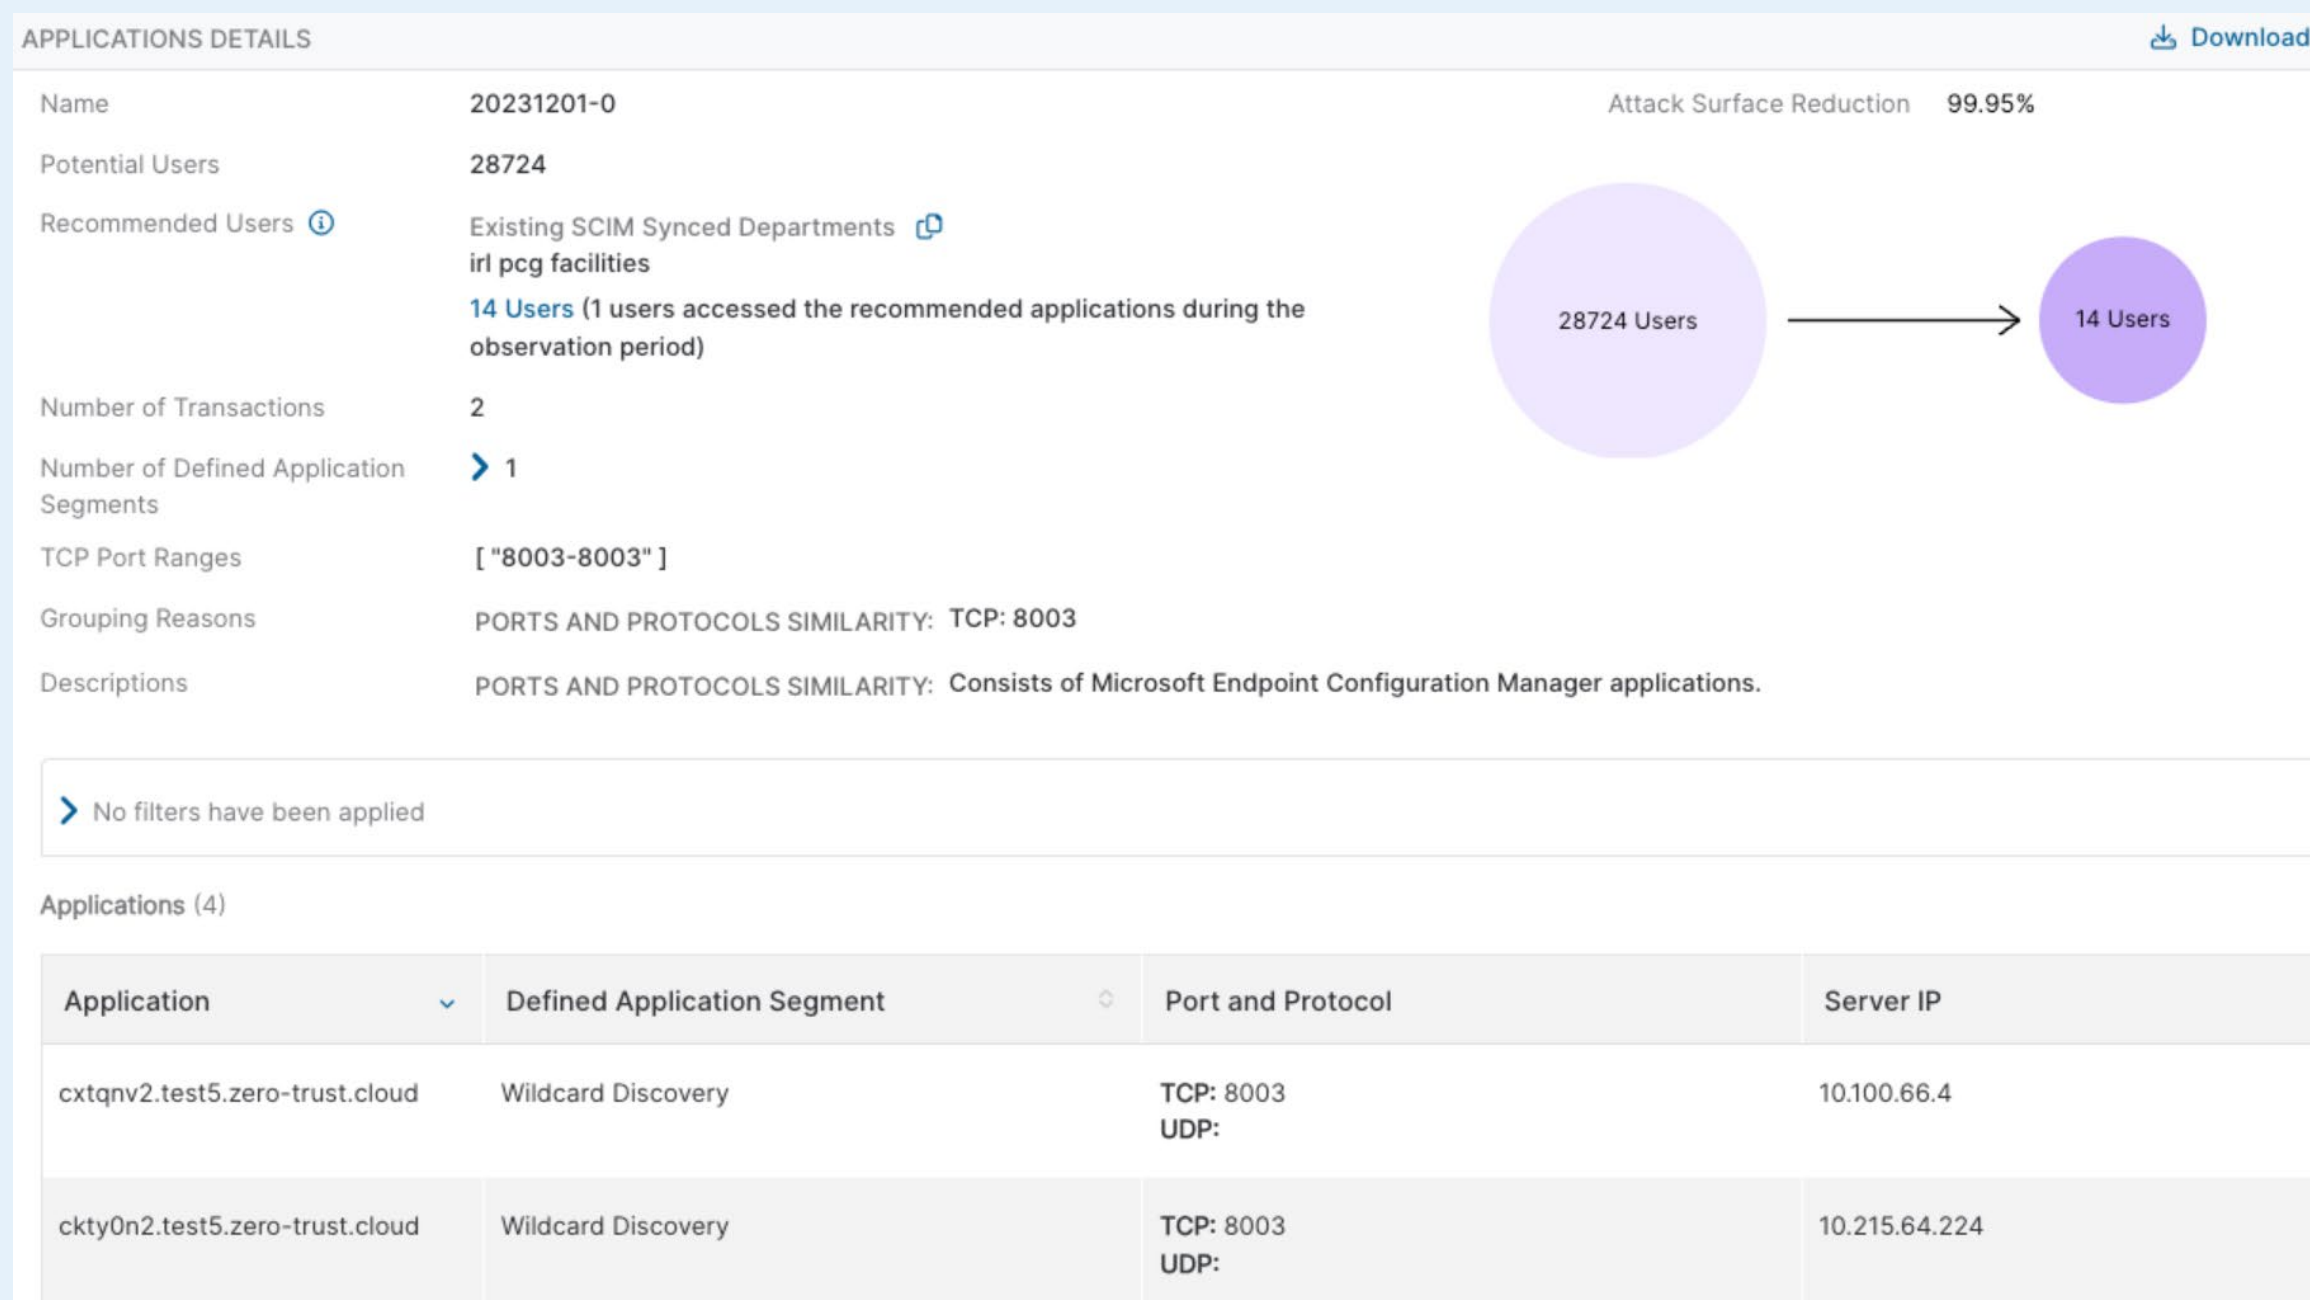 APPLICATIONS DETAILS
Download
Name 20231201-0
Attack Surface Reduction 99.95%
Potential Users 28724
Recommended Users Existing SCIM Synced Departments
irl pcg facilities
14 Users (1 users accessed the recommended applications during the
observation period)
28724 Users
14 Users
Number of Transactions 2
Number of Defined Application 1
Segments
TCP Port Ranges [ "8003-8003" ]
Grouping Reasons PORTS AND PROTOCOLS SIMILARITY: TCP: 8003
Descriptions PORTS AND PROTOCOLS SIMILARITY: Consists of Microsoft Endpoint Configuration Manager applications.
No filters have been applied
Applications (4)
Application Defined Application Segment Port and Protocol Server IP
cxtqnv2.test5.zero-trust.cloud Wildcard Discovery TCP: 8003 10.100.66.4
UDP:
ckty0n2.test5.zero-trust.cloud Wildcard Discovery TCP: 8003 10.215.64.224
UDP: